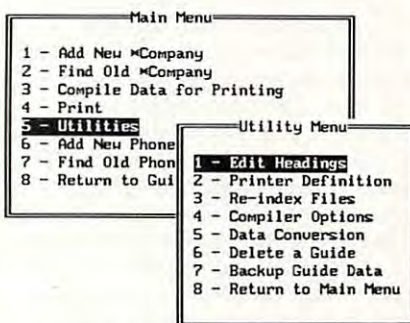 Main Menu
1 - Add New *Company
2 - Find Old *Company
3 - Compile Data for Printing
4 - Print
5 - Utilities
6 - Add New Phone
7 - Find Old Phon
8 - Return to Gui
Utility Menu
1 - Edit Headings
2 - Printer Definition
3 - Re-index Files
4 - Compiler Options
5 - Data Conversion
6 - Delete a Guide
7 - Backup Guide Data
8 - Return to Main Menu